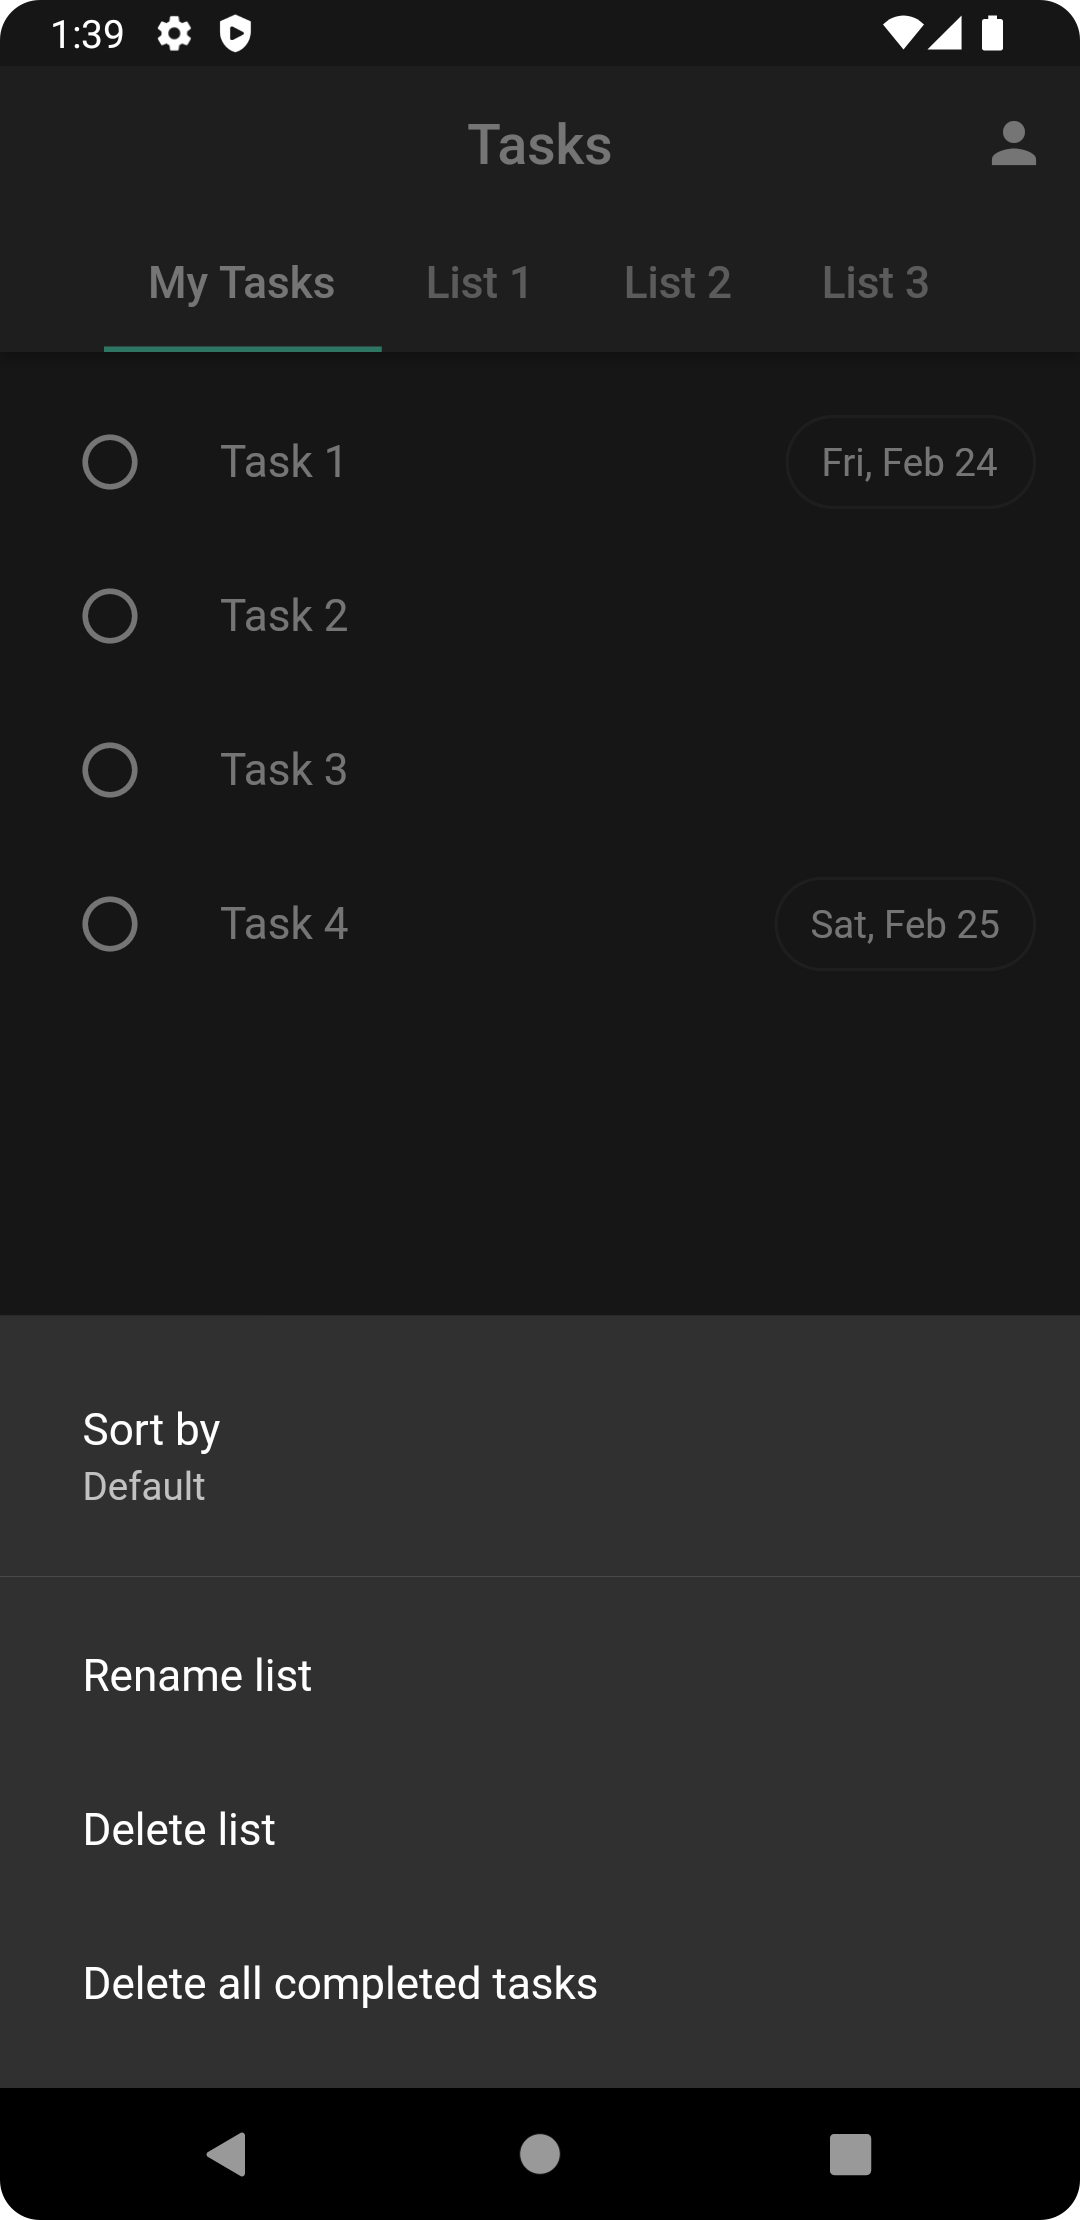 1:39
Tasks
My Tasks List 1 List 2 List 3
Task 1 Fri, Feb 24
Task 2
Task 3
Task 4 Sat, Feb 25
Sort by
Default
Rename list
Delete list
Delete all completed tasks